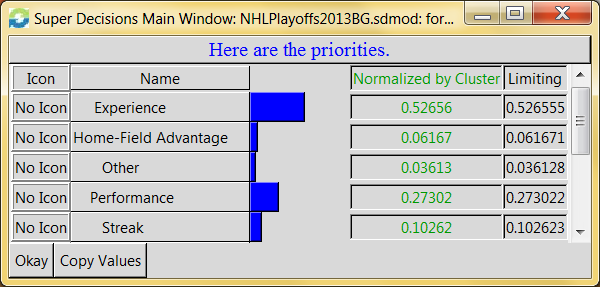 Super Decisions Main Window: NHLPlayoffs2013BG.sdmod: for...
Here are the priorities.
Icon Name Normalized by Cluster Limiting
No Icon Experience 0.52656 0.526555
No Icon Home-Field Advantage 0.06167 0.061671
No Icon Other 0.03613 0.036128
No Icon Performance 0.27302 0.273022
No Icon Streak 0.10262 0.102623
Okay Copy Values